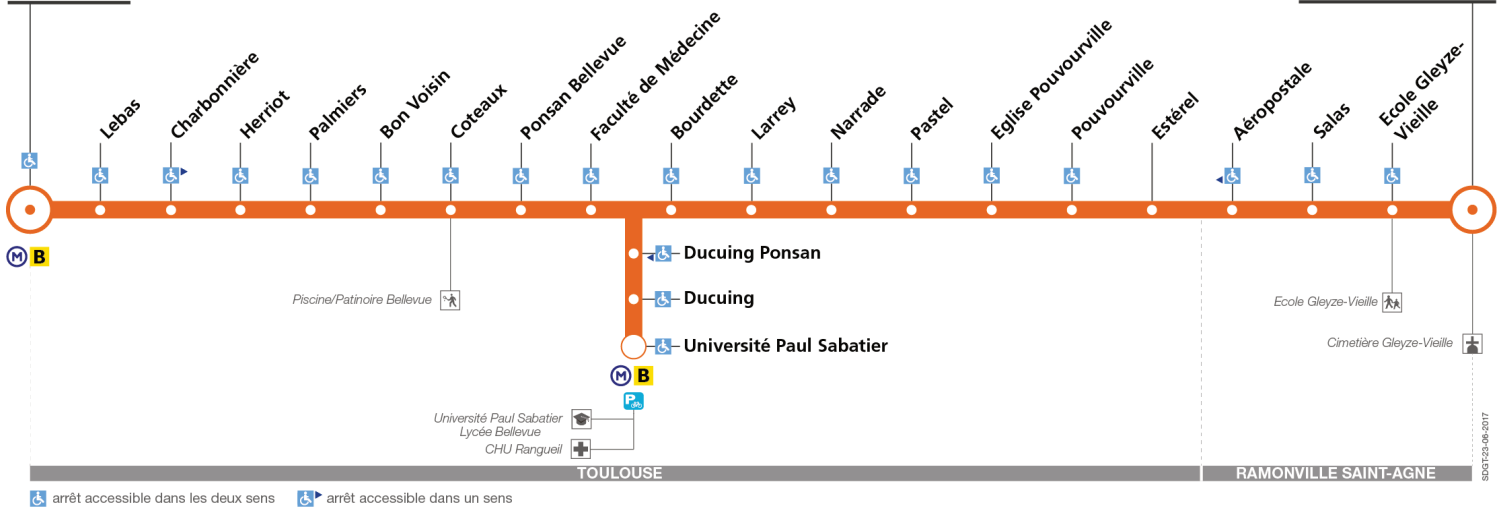 Lebas
Charbonnière
Herriot
Palmiers
Bon Voisin
Coteaux
Ponsan Bellevue
Faculté de Médecine
Bourdette
Larrey
Narrade
Pastel
Eglise Pouvourville
Pouvourville
Estérel
Aéropostale
Salas
Ecole Gleyze-
Vieille
M B
Ducuing Ponsan
Ducuing
Université Paul Sabatier
Piscine/Patinoire Bellevue
Ecole Gleyze-Vieille
Cimetière Gleyze-Vieille
M B
P
Université Paul Sabatier
Lycée Bellevue
CHU Rangueil
SDGT-23-06-2017
TOULOUSE
RAMONVILLE SAINT-AGNE
arrêt accessible dans les deux sens
arrêt accessible dans un sens